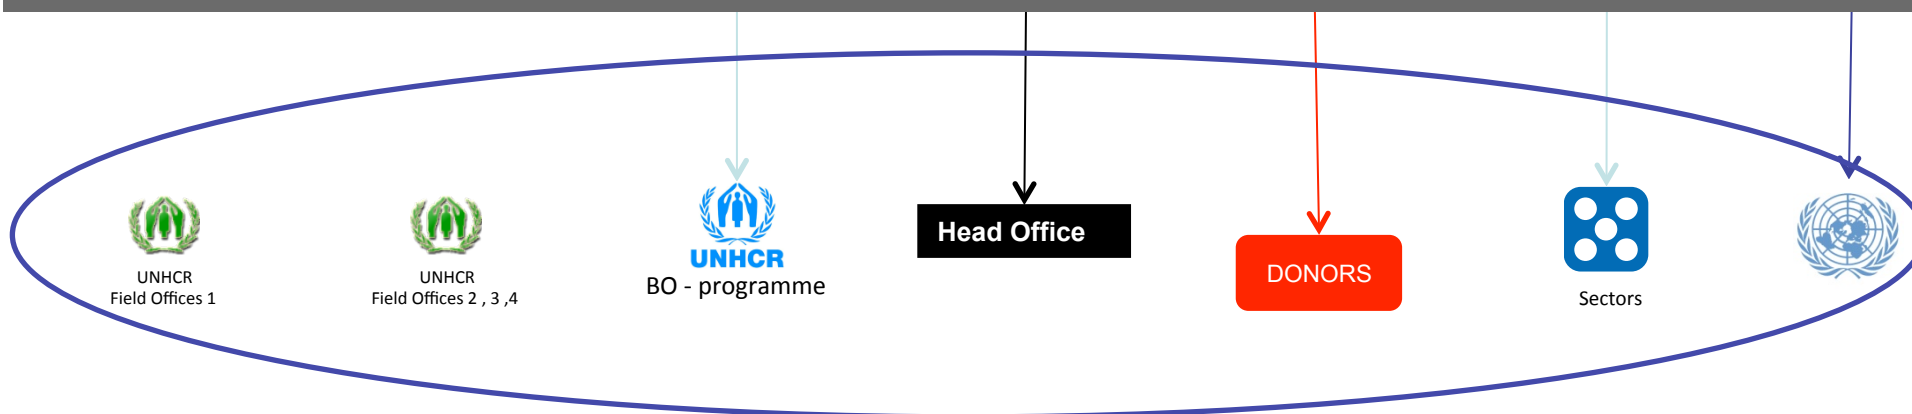 UNHCR
Field Offices 1
UNHCR
Field Offices 2 , 3 ,4
UNHCR
BO - programme
Head Office
DONORS
Sectors